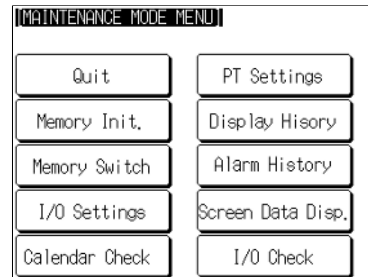 [MAINTENANCE MODE MENU]
Quit
PT Settings
Memory Init.
Display Hisory
Memory Switch
Alarm History
I/O Settings
Screen Data Disp.
Calendar Check
I/O Check